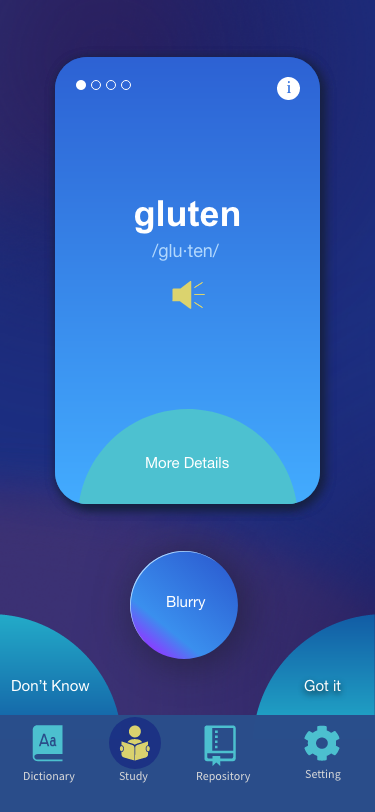 i
gluten
/glu·ten/
More Details
Blurry
Don't Know
Got it
Aa
Dictionary
Study
Repository
Setting